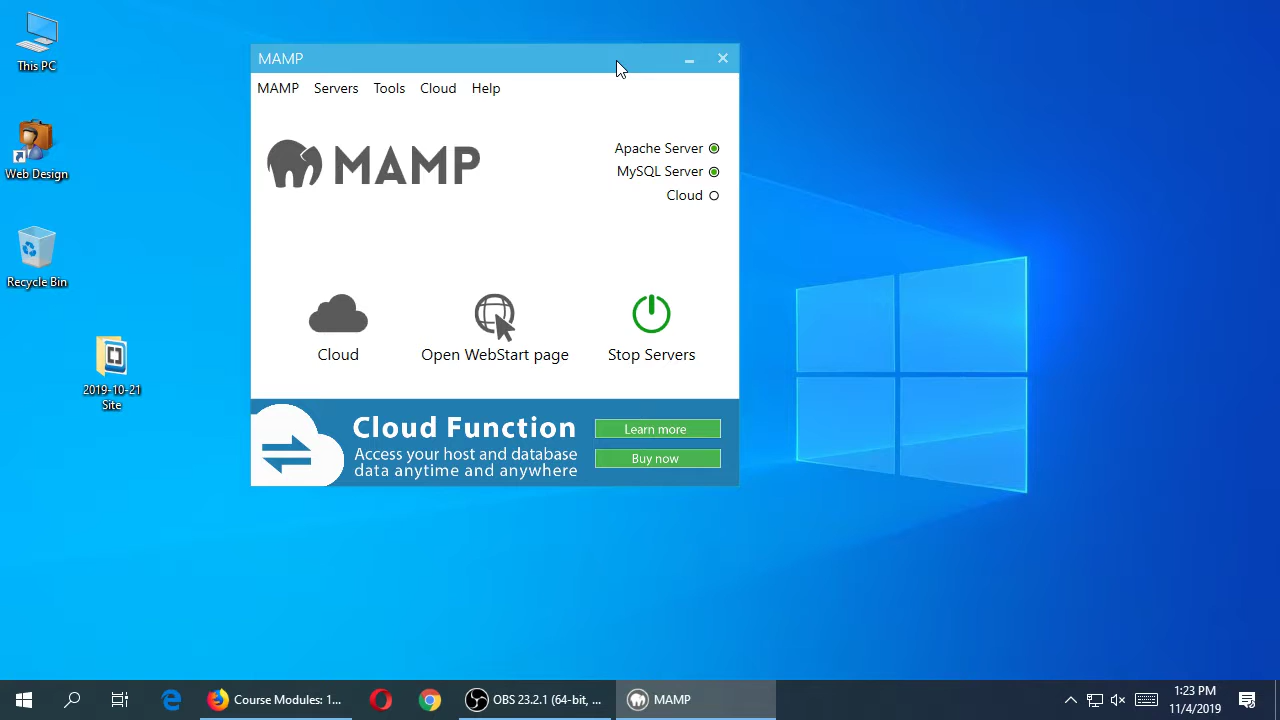 This PC
Web Design
Recycle Bin
2019-10-21
Site
MAMP
MAMP Servers Tools Cloud Help
MAMP
Apache Server
MySQL Server
Cloud
Cloud
Open WebStart page
Stop Servers
Cloud Function
Access your host and database
data anytime and anywhere
Learn more
Buy now
Course Modules: 1...
OBS 23.2.1 (64-bit, ...
MAMP
1:23 PM
11/4/2019